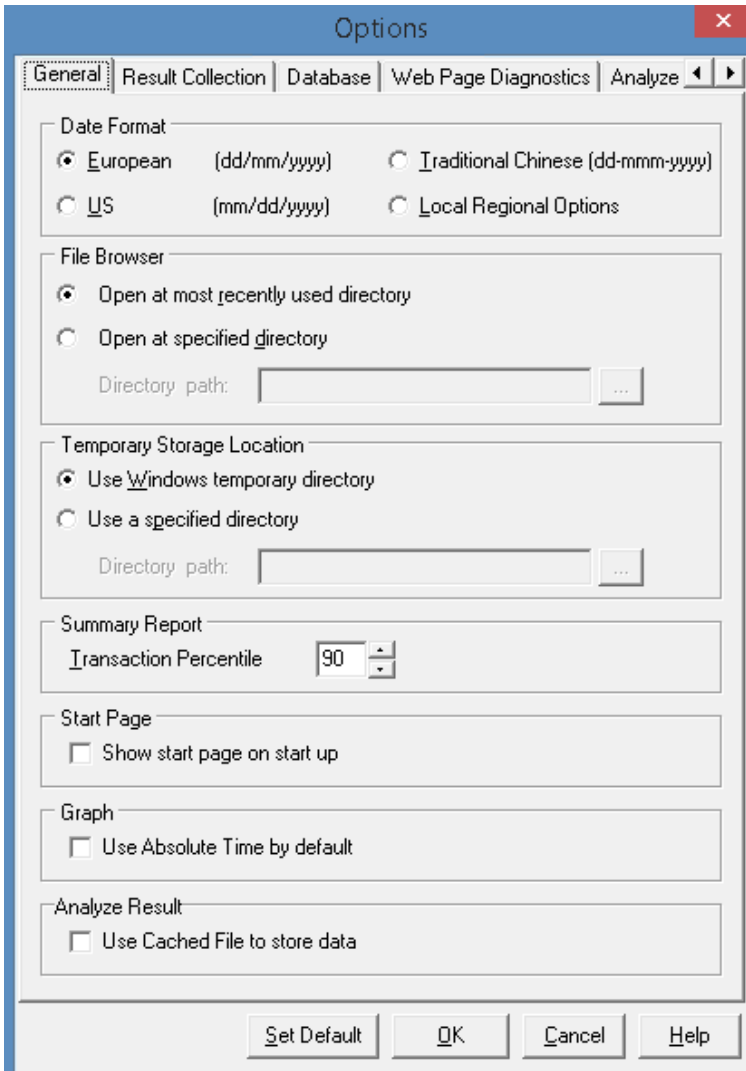 Options
General Result Collection Database Web Page Diagnostics Analyze
Date Format
European (dd/mm/yyyy) Traditional Chinese (dd-mmm-yyyy)
US (mm/dd/yyyy) Local Regional Options
File Browser
Open at most recently used directory
Open at specified directory
Directory path: ...
Temporary Storage Location
Use Windows temporary directory
Use a specified directory
Directory path: ...
Summary Report
Transaction Percentile 90
Start Page
Show start page on start up
Graph
Use Absolute Time by default
Analyze Result
Use Cached File to store data
Set Default OK Cancel Help